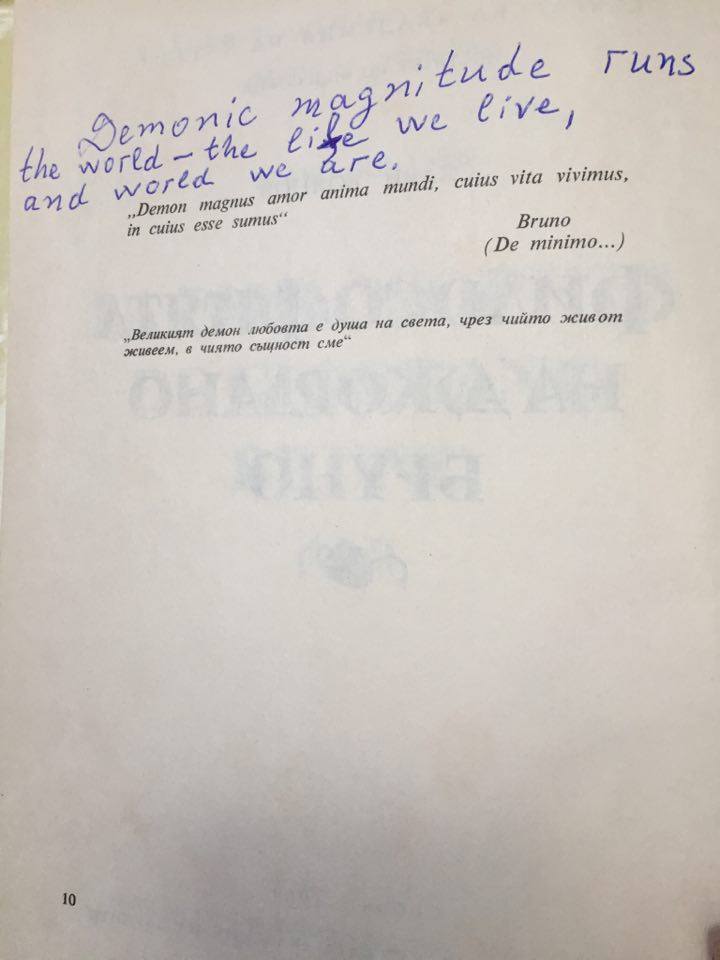 Demonic magnitude runs
the world - the life we live,
and world we are.
„Demon magnus amor anima mundi, cuius vita vivimus,
in cuius esse sumus“
Bruno
(De minimo...)
„Великият демон любовта е душа на света, чрез чийто живот
живеем, в чиято същност сме“
10